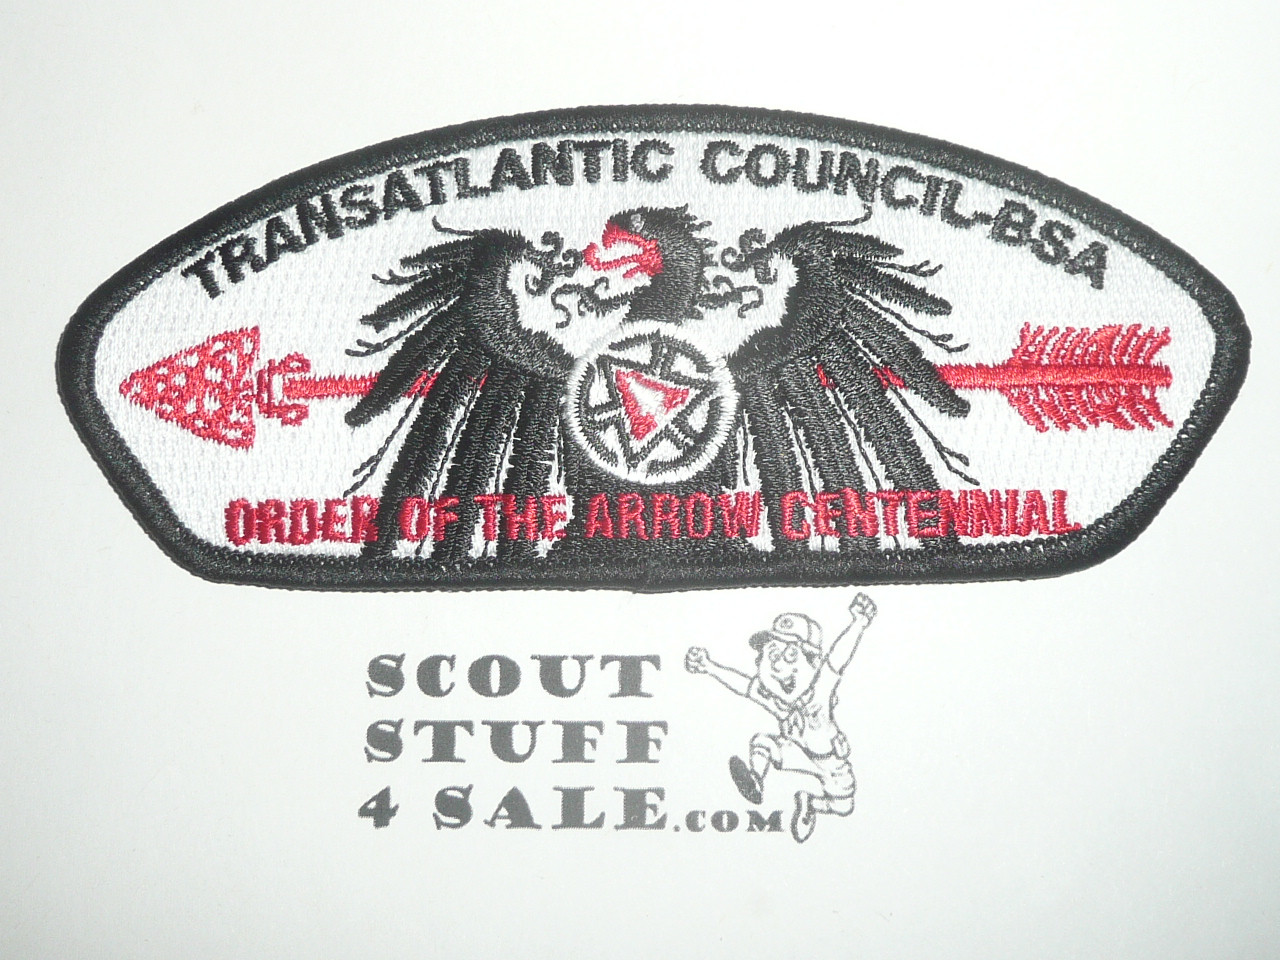 TRANSATLANTIC COUNCIL-BSA
ORDER OF THE ARROW CENTENNIAL
SCOUT
STUFF
4 SALE.COM